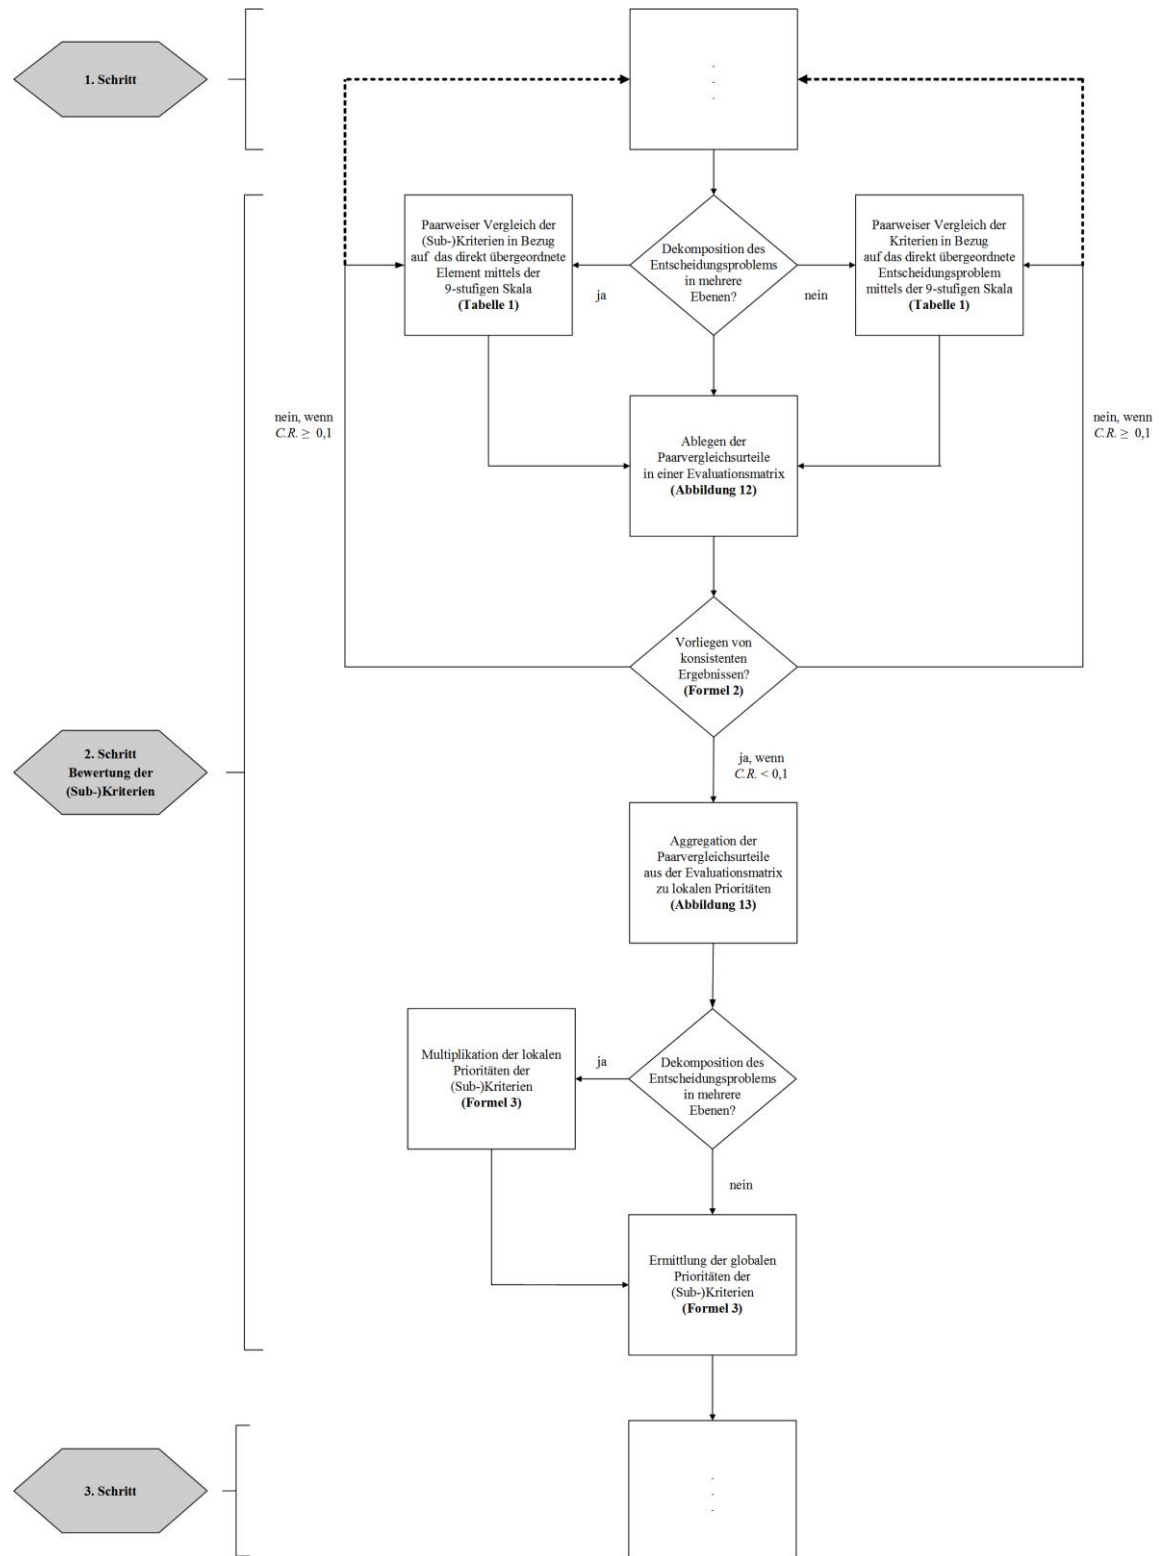 1. Schritt
.
.
.
Paarweiser Vergleich der
(Sub-)Kriterien in Bezug
auf das direkt übergeordnete
Element mittels der
9-stufigen Skala
(Tabelle 1)
ja
Dekomposition des
Entscheidungsproblems
in mehrere
Ebenen?
nein
Paarweiser Vergleich der
Kriterien in Bezug
auf das direkt übergeordnete
Entscheidungsproblem
mittels der 9-stufigen Skala
(Tabelle 1)
nein, wenn
C.R. ≥ 0,1
Ablegen der
Paarvergleichsurteile
in einer Evaluationsmatrix
(Abbildung 12)
nein, wenn
C.R. ≥ 0,1
Vorliegen von
konsistenten
Ergebnissen?
(Formel 2)
2. Schritt
Bewertung der
(Sub-)Kriterien
ja, wenn
C.R. < 0,1
Aggregation der
Paarvergleichsurteile
aus der Evaluationsmatrix
zu lokalen Prioritäten
(Abbildung 13)
Multiplikation der lokalen
Prioritäten der
(Sub-)Kriterien
(Formel 3)
ja
Dekomposition des
Entscheidungsproblems
in mehrere
Ebenen?
nein
Ermittlung der globalen
Prioritäten der
(Sub-)Kriterien
(Formel 3)
3. Schritt
.
.
.